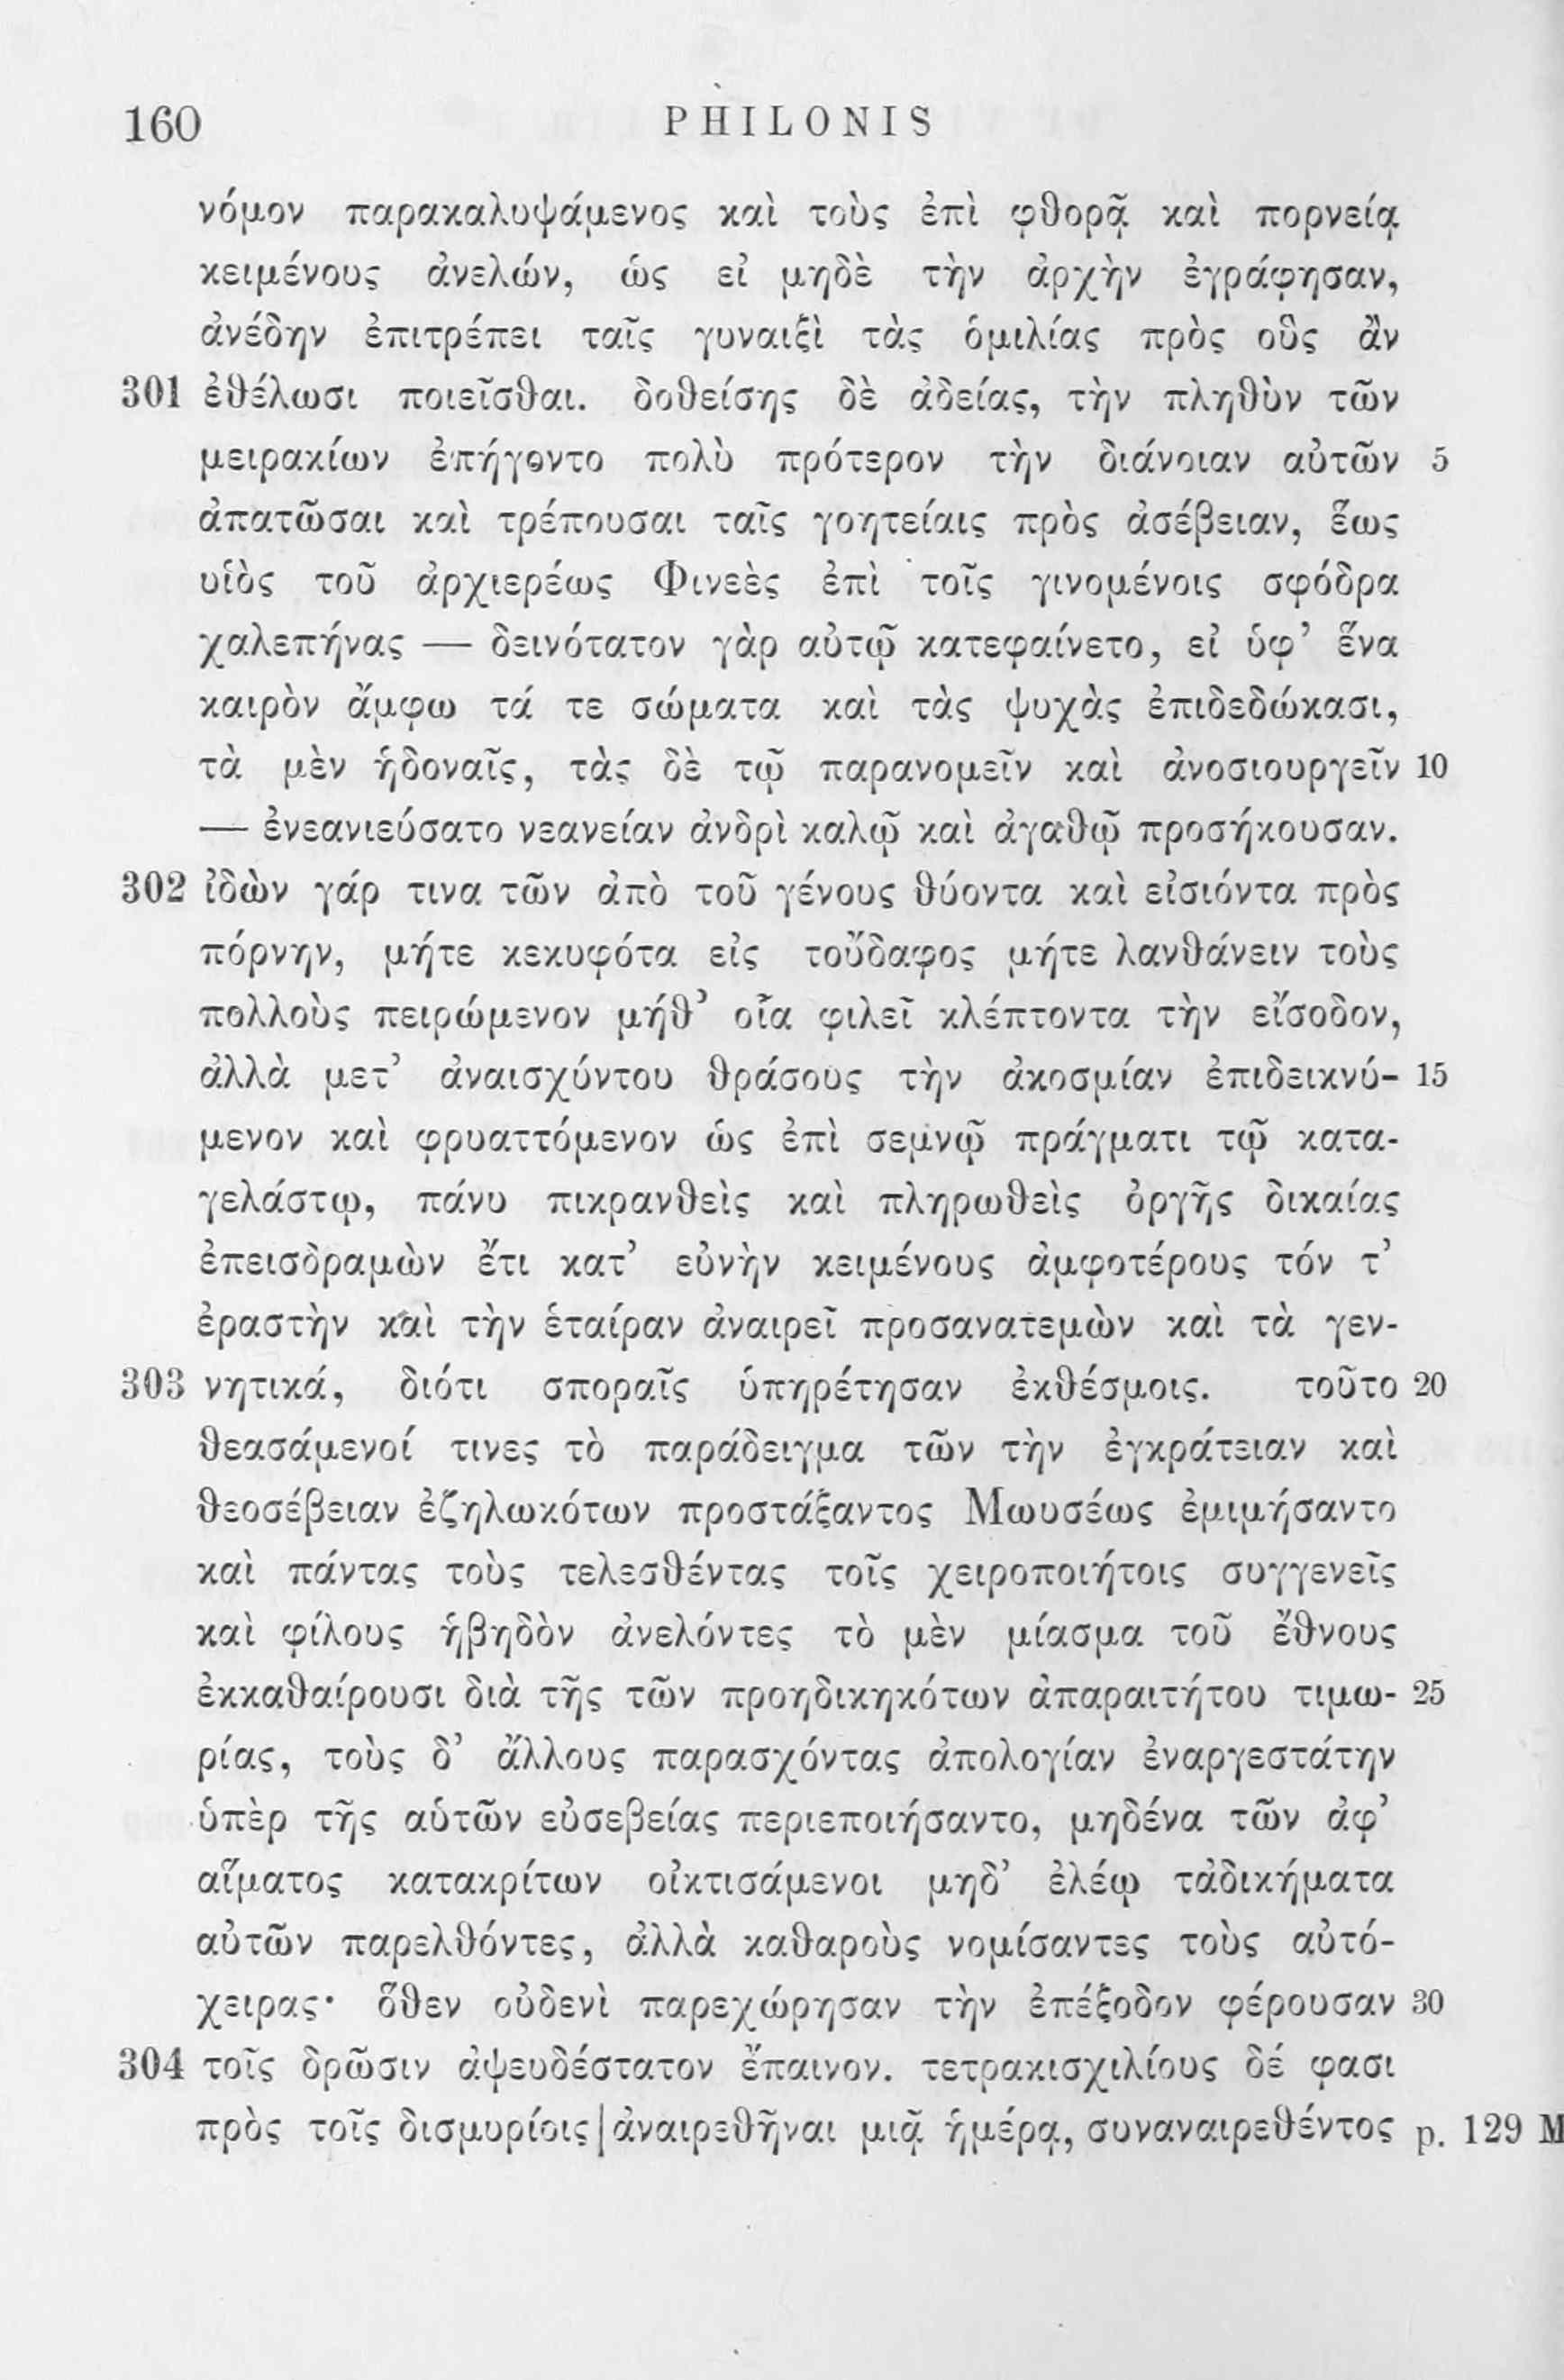 160 PHILONIS
νόμον παρακαλυψάμενος καὶ τοὺς ἐπὶ φθορᾷ καὶ πορνείᾳ
κειμένους ἀνελών, ὡς εἰ μηδὲ τὴν ἀρχὴν ἐγράφησαν,
ἀνέδην ἐπιτρέπει ταῖς γυναιξὶ τὰς ὁμιλίας πρὸς οὓς ἂν
301 ἐθέλωσι ποιεῖσθαι. δοθείσης δὲ ἀδείας, τὴν πληθὺν τῶν
μειρακίων ἐπήγοντο πολὺ πρότερον τὴν διάνοιαν αὐτῶν 5
ἀπατῶσαι καὶ τρέπουσαι ταῖς γοητείαις πρὸς ἀσέβειαν, ἕως
υἱὸς τοῦ ἀρχιερέως Φινεὲς ἐπὶ τοῖς γινομένοις σφόδρα
χαλεπήνας — δεινότατον γὰρ αὐτῷ κατεφαίνετο, εἰ ὑφ’ ἕνα
καιρὸν ἄμφω τά τε σώματα καὶ τὰς ψυχὰς ἐπιδεδώκασι,
τὰ μὲν ἡδοναῖς, τὰς δὲ τῷ παρανομεῖν καὶ ἀνοσιουργεῖν 10
— ἐνεανιεύσατο νεανείαν ἀνδρὶ καλῷ καὶ ἀγαθῷ προσήκουσαν.
302 ἰδὼν γάρ τινα τῶν ἀπὸ τοῦ γένους θύοντα καὶ εἰσιόντα πρὸς
πόρνην, μήτε κεκυφότα εἰς τοὔδαφος μήτε λανθάνειν τοὺς
πολλοὺς πειρώμενον μήθ’ οἷα φιλεῖ κλέπτοντα τὴν εἴσοδον,
ἀλλὰ μετ’ ἀναισχύντου θράσους τὴν ἀκοσμίαν ἐπιδεικνύ- 15
μενον καὶ φρυαττόμενον ὡς ἐπὶ σεμνῷ πράγματι τῷ κατα-
γελάστῳ, πάνυ πικρανθεὶς καὶ πληρωθεὶς ὀργῆς δικαίας
ἐπεισδραμὼν ἔτι κατ’ εὐνὴν κειμένους ἀμφοτέρους τόν τ’
ἐραστὴν καὶ τὴν ἑταίραν ἀναιρεῖ προσανατεμὼν καὶ τὰ γεν-
303 νητικά, διότι σποραῖς ὑπηρέτησαν ἐκθέσμοις. τοῦτο 20
θεασάμενοί τινες τὸ παράδειγμα τῶν τὴν ἐγκράτειαν καὶ
θεοσέβειαν ἐζηλωκότων προστάξαντος Μωυσέως ἐμιμήσαντο
καὶ πάντας τοὺς τελεσθέντας τοῖς χειροποιήτοις συγγενεῖς
καὶ φίλους ἡβηδὸν ἀνελόντες τὸ μὲν μίασμα τοῦ ἔθνους
ἐκκαθαίρουσι διὰ τῆς τῶν προηδικηκότων ἀπαραιτήτου τιμω- 25
ρίας, τοὺς δ’ ἄλλους παρασχόντας ἀπολογίαν ἐναργεστάτην
ὑπὲρ τῆς αὑτῶν εὐσεβείας περιεποιήσαντο, μηδένα τῶν ἀφ’
αἵματος κατακρίτων οἰκτισάμενοι μηδ’ ἐλέῳ τἀδικήματα
αὐτῶν παρελθόντες, ἀλλὰ καθαροὺς νομίσαντες τοὺς αὐτό-
χειρας· ὅθεν οὐδενὶ παρεχώρησαν τὴν ἐπέξοδον φέρουσαν 30
304 τοῖς δρῶσιν ἀψευδέστατον ἔπαινον. τετρακισχιλίους δέ φασι
πρὸς τοῖς δισμυρίοις | ἀναιρεθῆναι μιᾷ ἡμέρᾳ, συναναιρεθέντος p. 129 M